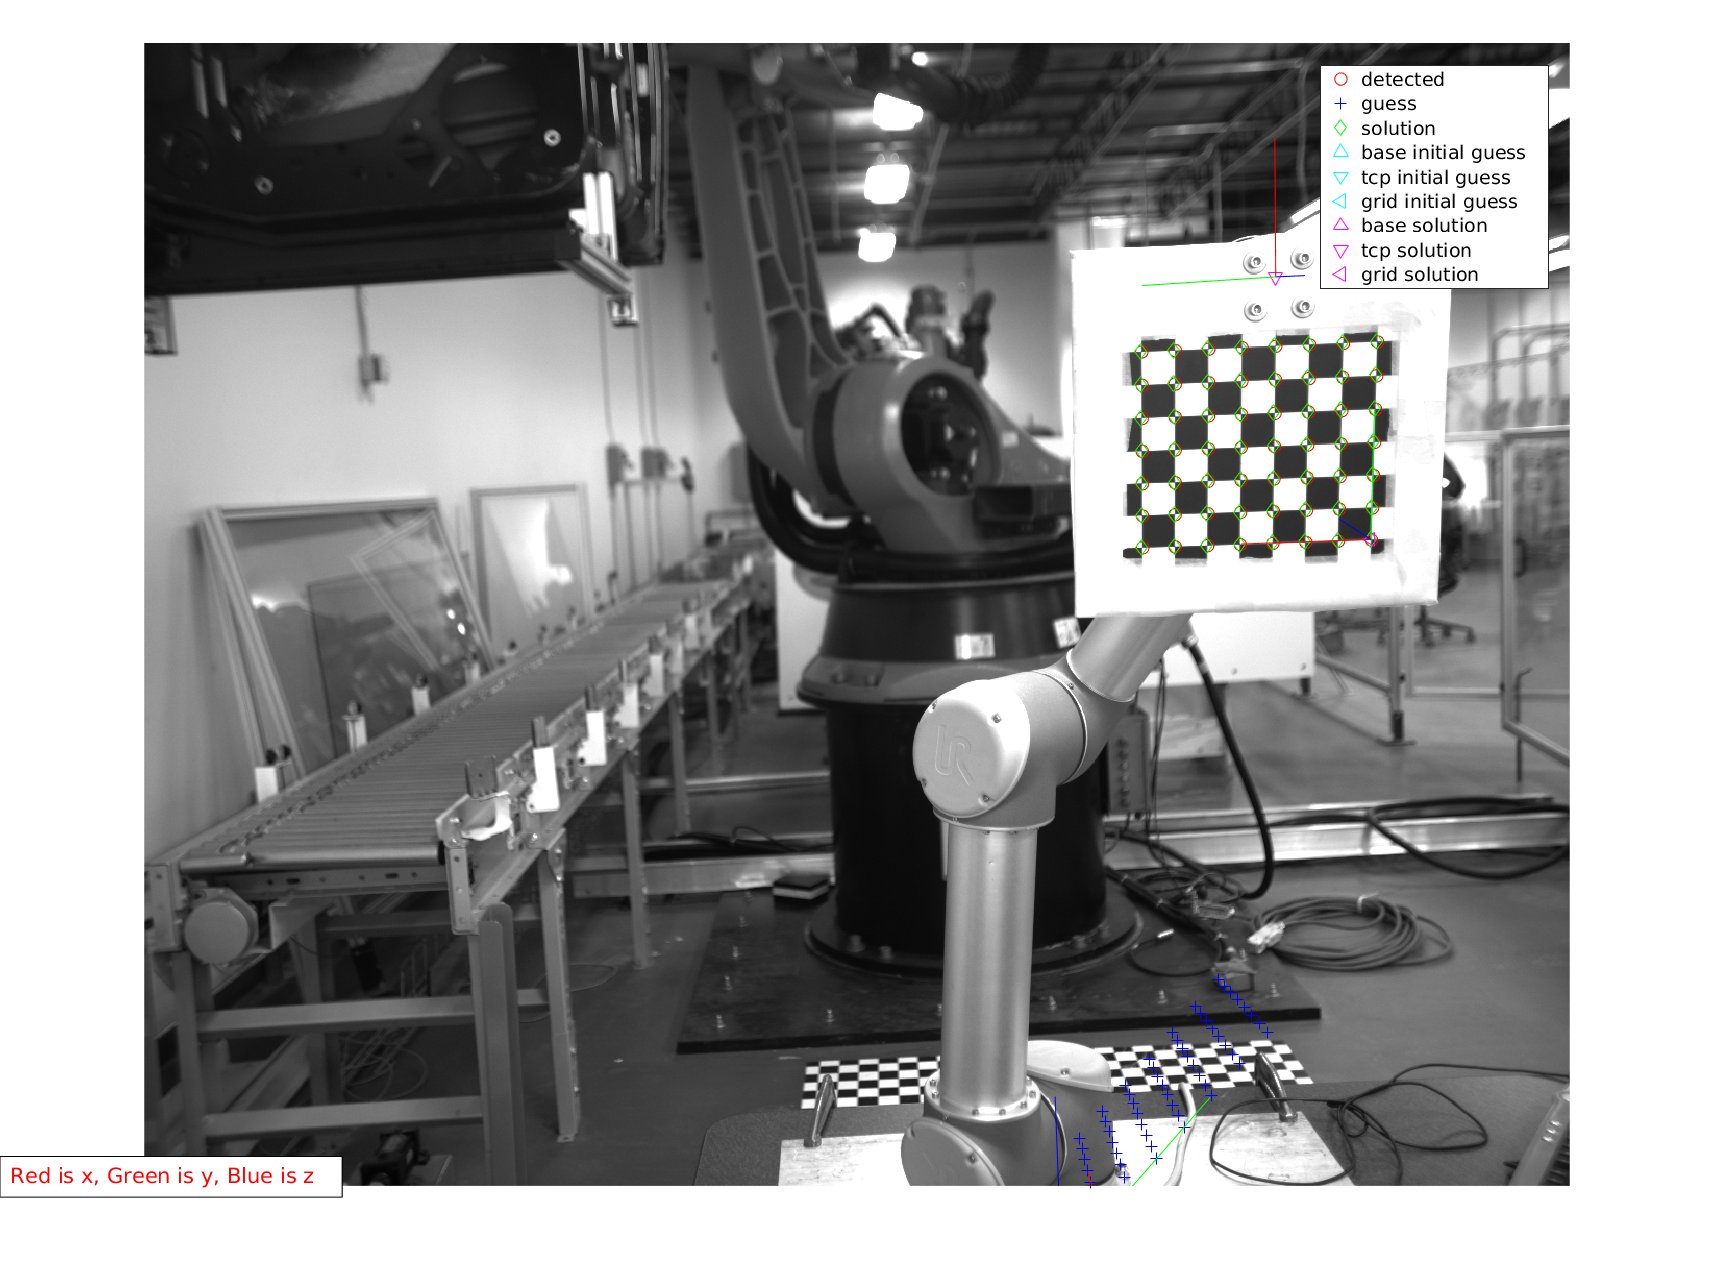 detected
guess
solution
base initial guess
tcp initial guess
grid initial guess
base solution
tcp solution
grid solution
UR
Red is x, Green is y, Blue is z